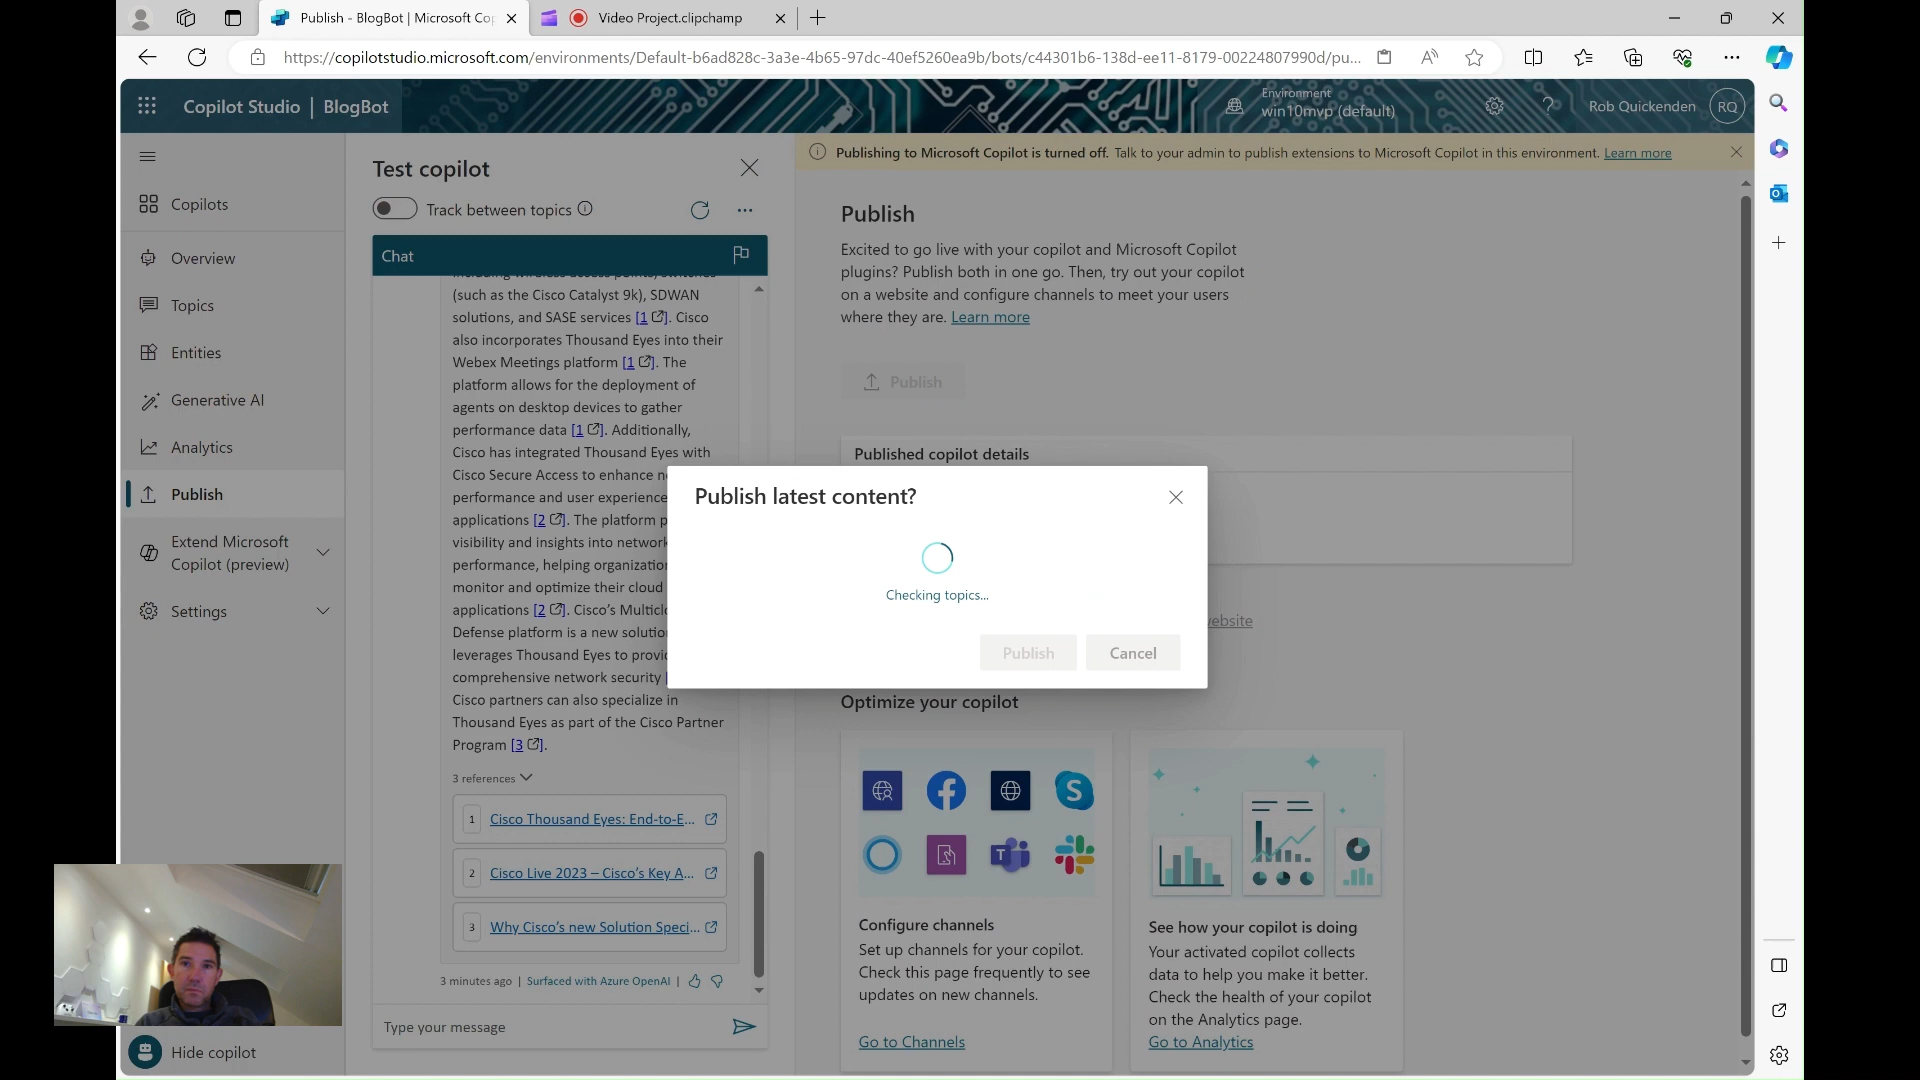 Publish - BlogBot | Microsoft Cop
Video Project.clipchamp
https://copilotstudio.microsoft.com/environments/Default-b6ad828c-3a3e-4b65-97dc-40ef5260ea9b/bots/c44301b6-138d-ee11-8179-00224807990d/pu...
Copilot Studio | BlogBot
Environment
win10mvp (default)
Rob Quickenden
RQ
Copilots
Overview
Topics
Entities
Generative AI
Analytics
Publish
Extend Microsoft
Copilot (preview)
Settings
Hide copilot
Test copilot
Track between topics
Chat
(such as the Cisco Catalyst 9k), SDWAN
solutions, and SASE services [1]. Cisco
also incorporates Thousand Eyes into their
Webex Meetings platform [1]. The
platform allows for the deployment of
agents on desktop devices to gather
performance data [1]. Additionally,
Cisco has integrated Thousand Eyes with
Cisco Secure Access to enhance ne
performance and user experience
applications [2]. The platform p
visibility and insights into network
performance, helping organizatio
monitor and optimize their cloud
applications [2]. Cisco's Multiclo
Defense platform is a new solutio
leverages Thousand Eyes to provid
comprehensive network security [
Cisco partners can also specialize in
Thousand Eyes as part of the Cisco Partner
Program [3].
3 references
1 Cisco Thousand Eyes: End-to-E...
2 Cisco Live 2023 – Cisco's Key A...
3 Why Cisco's new Solution Speci...
3 minutes ago | Surfaced with Azure OpenAI |
Type your message
Publishing to Microsoft Copilot is turned off. Talk to your admin to publish extensions to Microsoft Copilot in this environment. Learn more
Publish
Excited to go live with your copilot and Microsoft Copilot
plugins? Publish both in one go. Then, try out your copilot
on a website and configure channels to meet your users
where they are. Learn more
Publish
Published copilot details
Publish latest content?
Checking topics...
Publish
Cancel
website
Optimize your copilot
Configure channels
Set up channels for your copilot.
Check this page frequently to see
updates on new channels.
Go to Channels
See how your copilot is doing
Your activated copilot collects
data to help you make it better.
Check the health of your copilot
on the Analytics page.
Go to Analytics